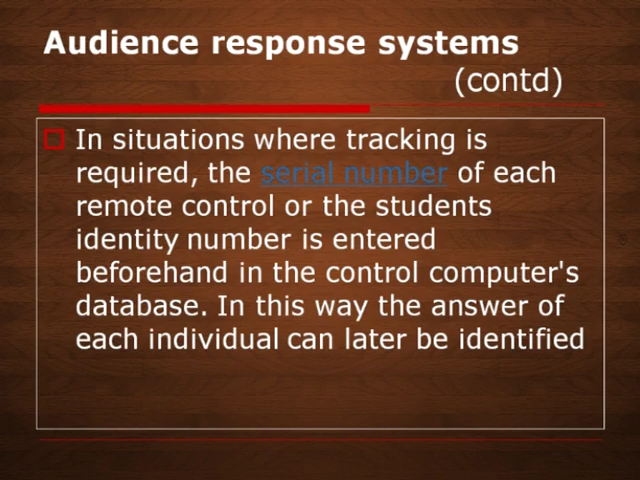 Audience response systems
(contd)
In situations where tracking is
required, the serial number of each
remote control or the students
identity number is entered
beforehand in the control computer's
database. In this way the answer of
each individual can later be identified